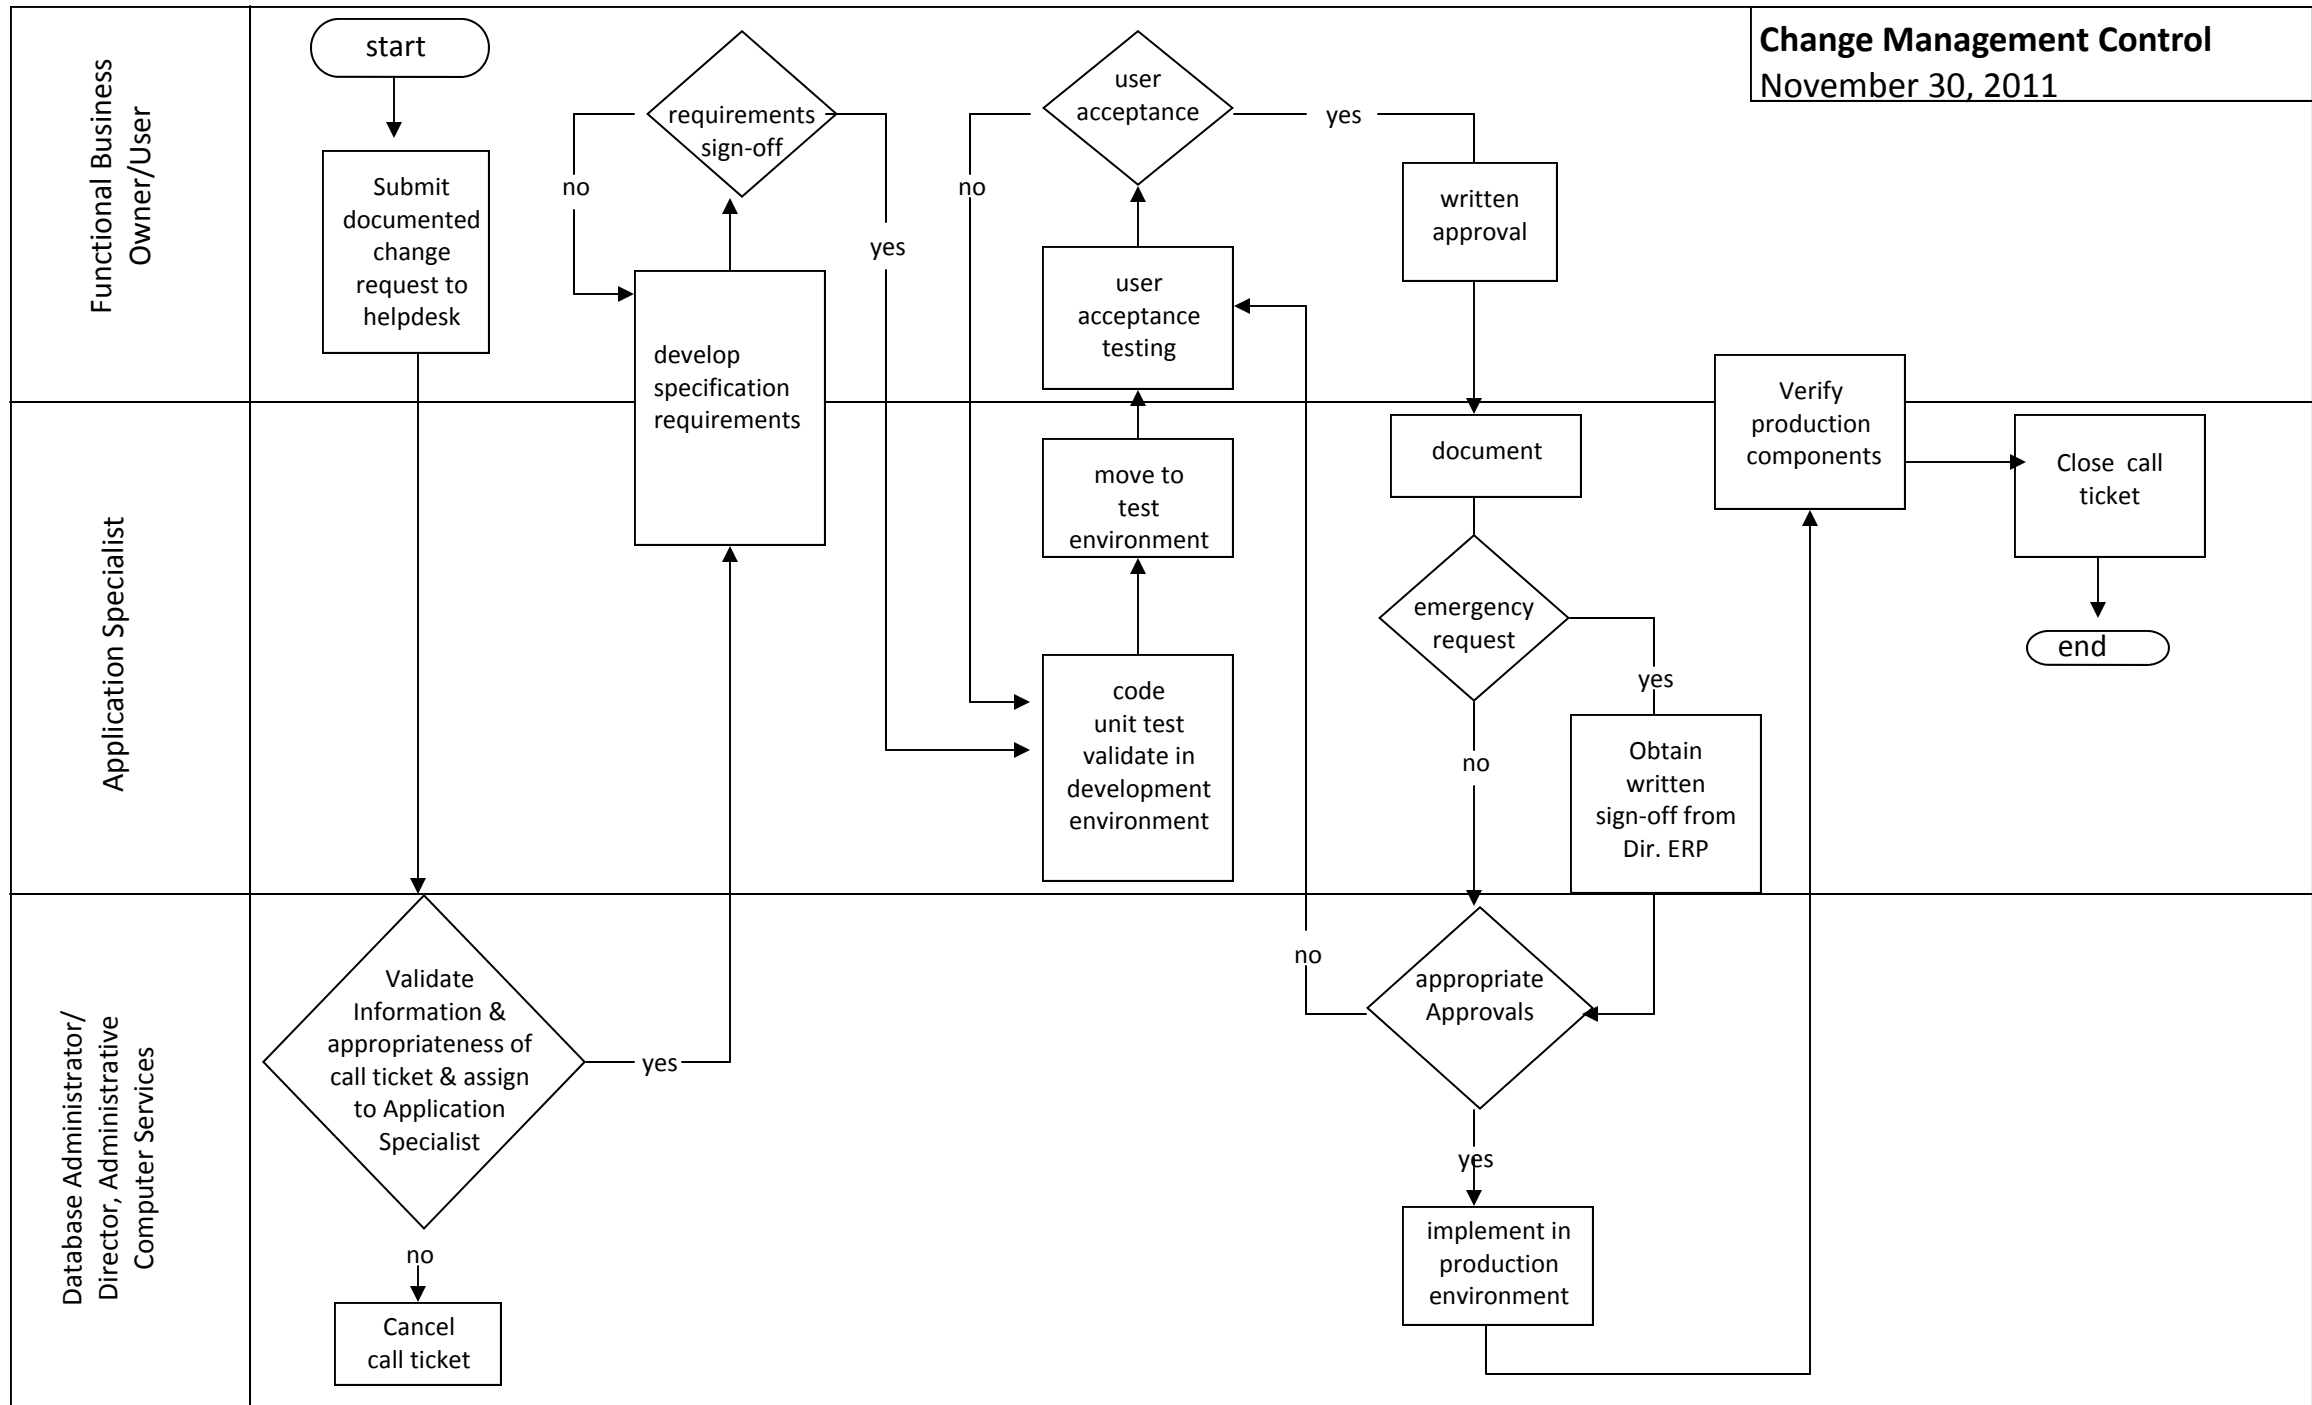 Change Management Control
November 30, 2011
Functional Business
Owner/User
start
Submit
documented
change
request to
helpdesk
requirements
sign-off
no
yes
develop
specification
requirements
user
acceptance
no
yes
user
acceptance
testing
written
approval
Application Specialist
move to
test
environment
code
unit test
validate in
development
environment
document
emergency
request
yes
no
Obtain
written
sign-off from
Dir. ERP
Verify
production
components
Close call
ticket
end
Database Administrator/
Director, Administrative
Computer Services
Validate
Information &
appropriateness of
call ticket & assign
to Application
Specialist
yes
no
Cancel
call ticket
appropriate
Approvals
no
yes
implement in
production
environment